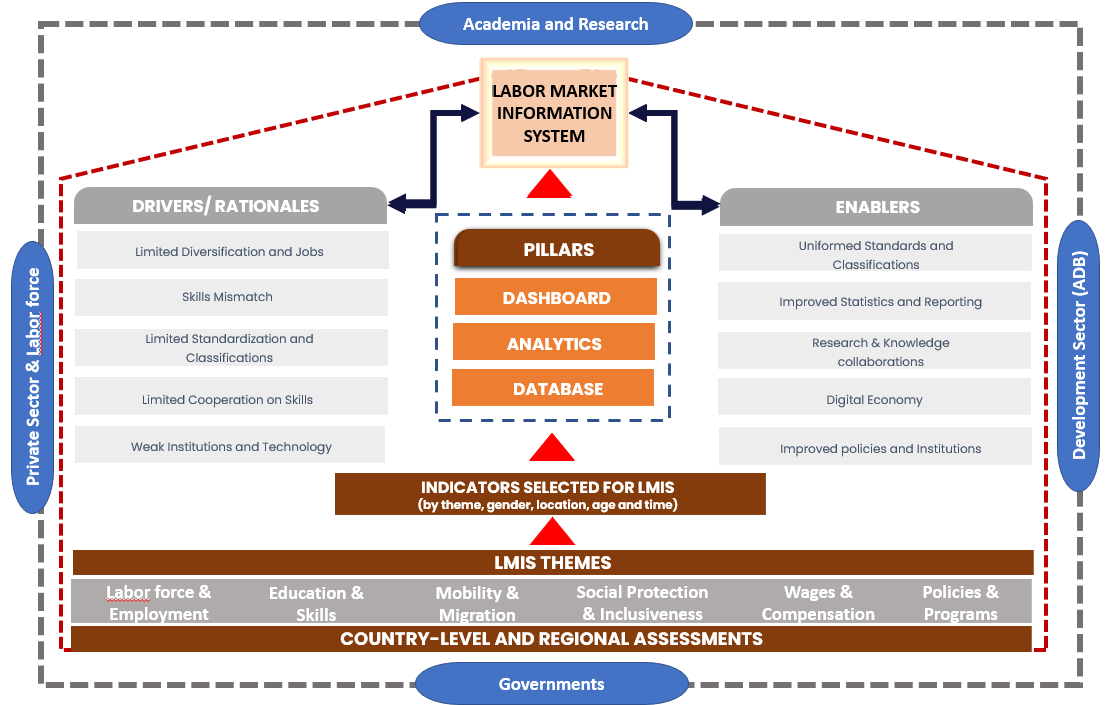 Academia and Research
LABOR MARKET
INFORMATION
SYSTEM
DRIVERS/ RATIONALES
Limited Diversification and Jobs
Skills Mismatch
Limited Standardization and
Classifications
Limited Cooperation on Skills
Weak Institutions and Technology
PILLARS
DASHBOARD
ANALYTICS
DATABASE
ENABLERS
Uniformed Standards and
Classifications
Improved Statistics and Reporting
Research & Knowledge
collaborations
Digital Economy
Improved policies and Institutions
Private Sector & Labor force
Development Sector (ADB)
INDICATORS SELECTED FOR LMIS
(by theme, gender, location, age and time)
LMIS THEMES
Labor force &
Employment
Education &
Skills
Mobility &
Migration
Social Protection
& Inclusiveness
Wages &
Compensation
Policies &
Programs
COUNTRY-LEVEL AND REGIONAL ASSESSMENTS
Governments